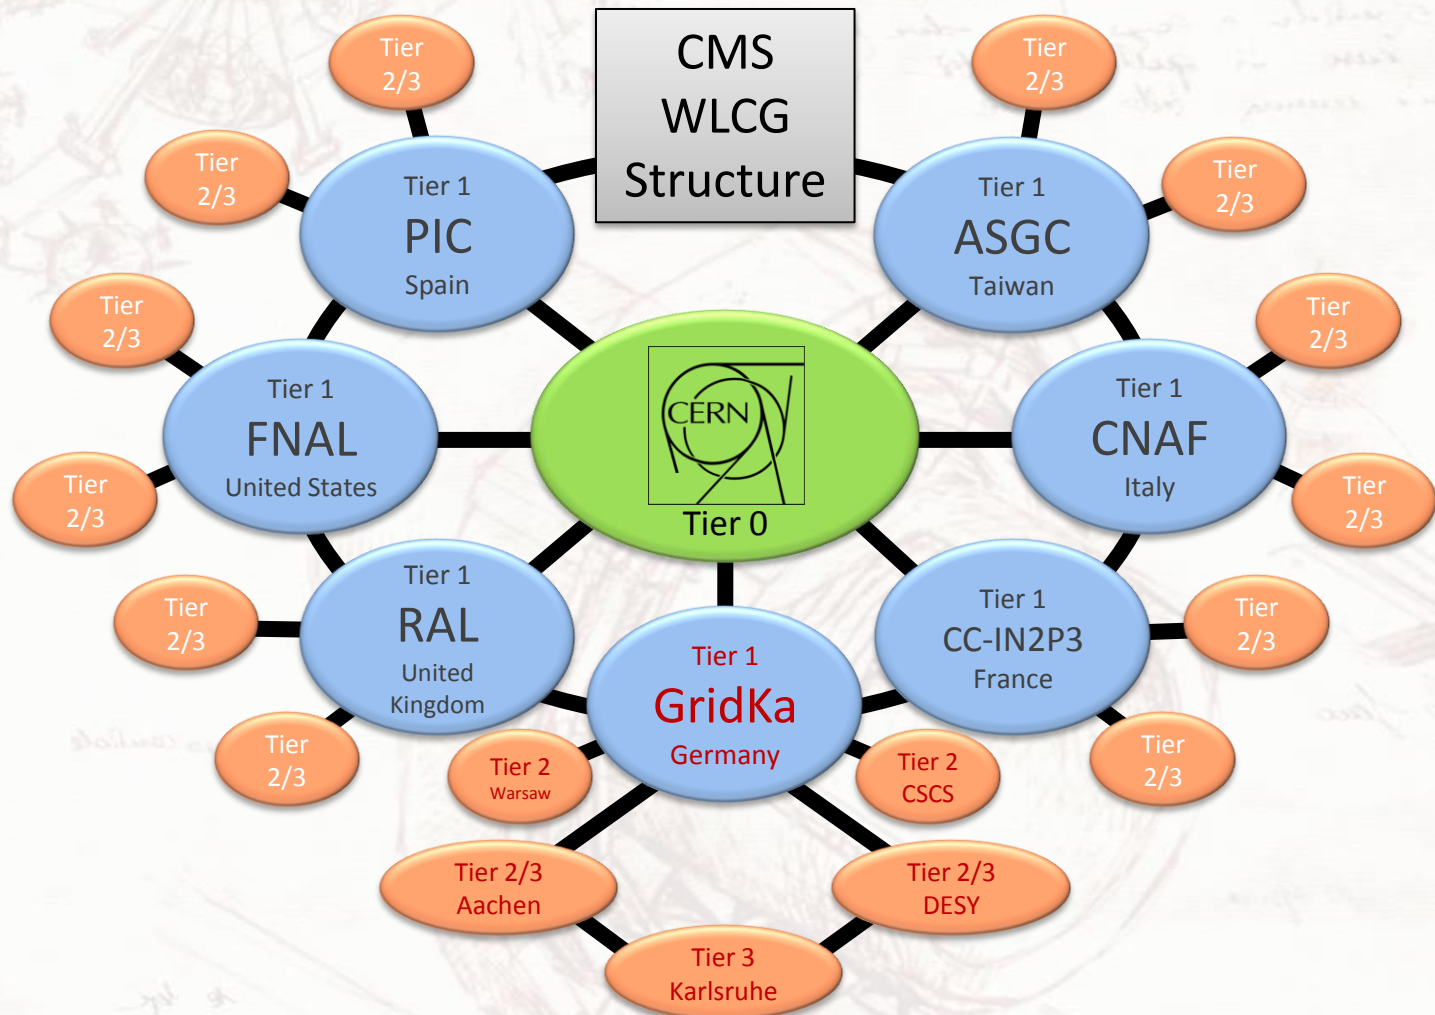 CMS
WLCG
Structure
Tier
2/3
Tier
2/3
Tier
2/3
Tier
2/3
Tier 1
PIC
Spain
Tier 1
ASGC
Taiwan
Tier
2/3
Tier
2/3
Tier 1
FNAL
United States
CERN
Tier 0
Tier 1
CNAF
Italy
Tier
2/3
Tier
2/3
Tier
2/3
Tier 1
RAL
United
Kingdom
Tier 1
GridKa
Germany
Tier 1
CC-IN2P3
France
Tier
2/3
Tier
2/3
Tier 2
Warsaw
Tier 2
CSCS
Tier
2/3
Tier 2/3
Aachen
Tier 2/3
DESY
Tier 3
Karlsruhe